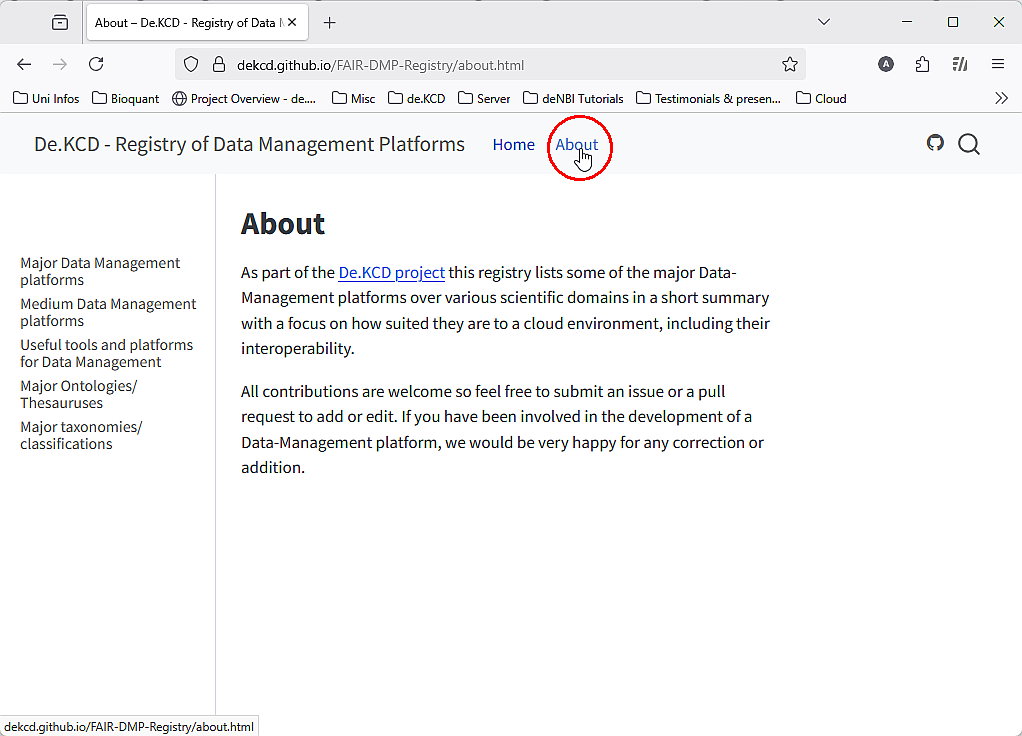 About – De.KCD - Registry of Data
dekcd.github.io/FAIR-DMP-Registry/about.html
A
Uni Infos Bioquant Project Overview - de.... Misc de.KCD Server deNBI Tutorials Testimonials & presen... Cloud
De.KCD - Registry of Data Management Platforms Home About
Major Data Management
platforms
Medium Data Management
platforms
Useful tools and platforms
for Data Management
Major Ontologies/
Thesauruses
Major taxonomies/
classifications
About
As part of the De.KCD project this registry lists some of the major Data-
Management platforms over various scientific domains in a short summary
with a focus on how suited they are to a cloud environment, including their
interoperability.
All contributions are welcome so feel free to submit an issue or a pull
request to add or edit. If you have been involved in the development of a
Data-Management platform, we would be very happy for any correction or
addition.
dekcd.github.io/FAIR-DMP-Registry/about.html